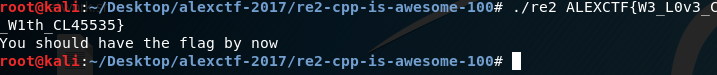 root@kali:~/Desktop/alexctf-2017/re2-cpp-is-awesome-100# ./re2 ALEXCTF{W3_L0v3_C
_W1th_CL45535}
You should have the flag by now
root@kali:~/Desktop/alexctf-2017/re2-cpp-is-awesome-100#